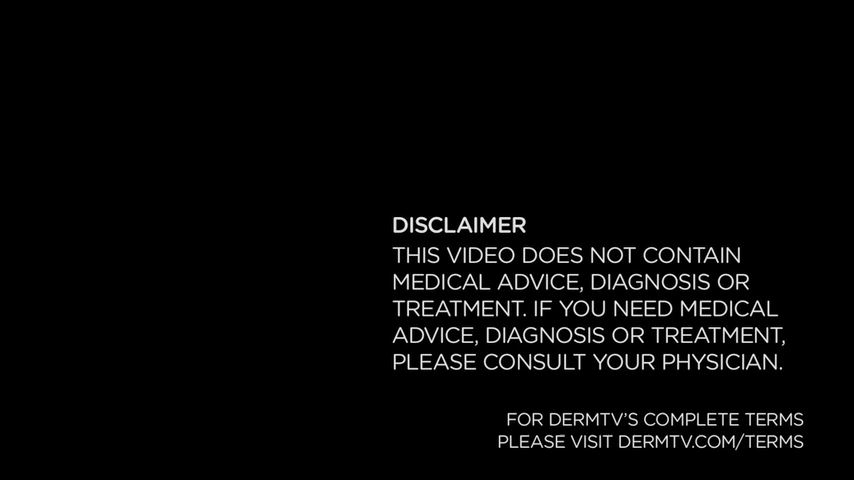 DISCLAIMER
THIS VIDEO DOES NOT CONTAIN
MEDICAL ADVICE, DIAGNOSIS OR
TREATMENT. IF YOU NEED MEDICAL
ADVICE, DIAGNOSIS OR TREATMENT,
PLEASE CONSULT YOUR PHYSICIAN.
FOR DERMTV'S COMPLETE TERMS
PLEASE VISIT DERMTV.COM/TERMS